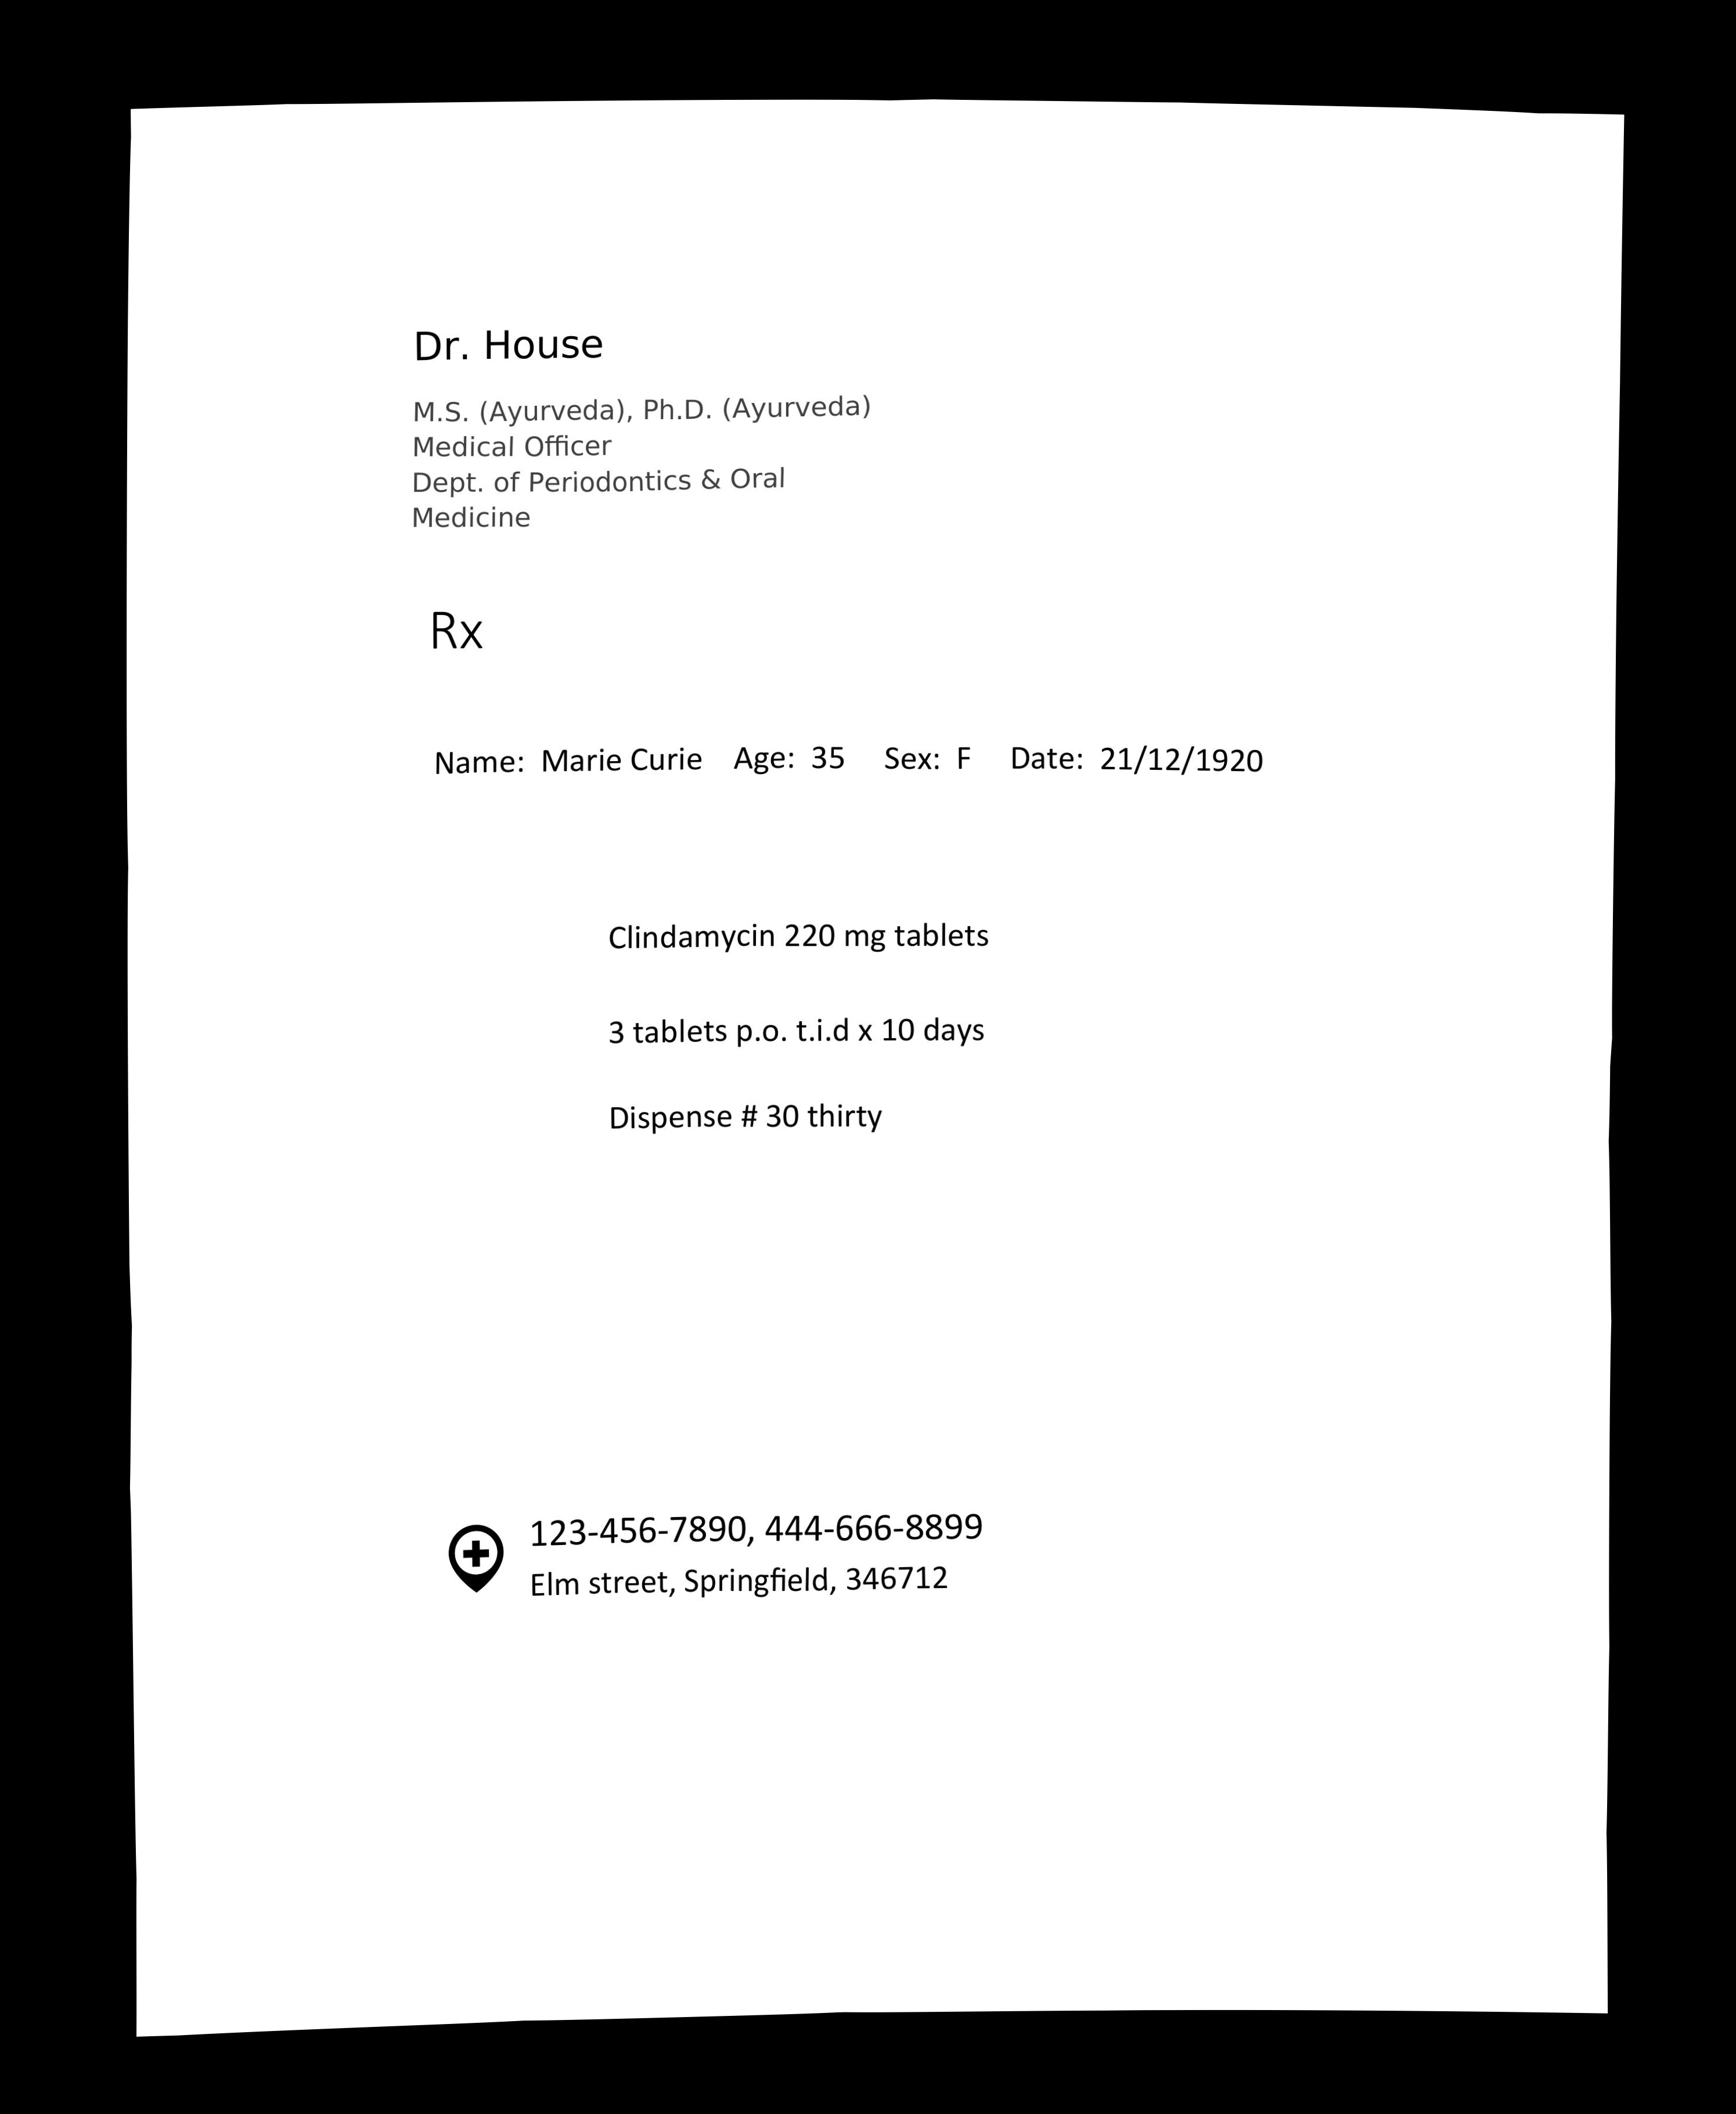 Dr. House
M.S. (Ayurveda), Ph.D. (Ayurveda)
Medical Officer
Dept. of Periodontics & Oral
Medicine
Rx
Name: Marie Curie Age: 35 Sex: F Date: 21/12/1920
Clindamycin 220 mg tablets
3 tablets p.o. t.i.d x 10 days
Dispense # 30 thirty
123-456-7890, 444-666-8899
Elm street, Springfield, 346712